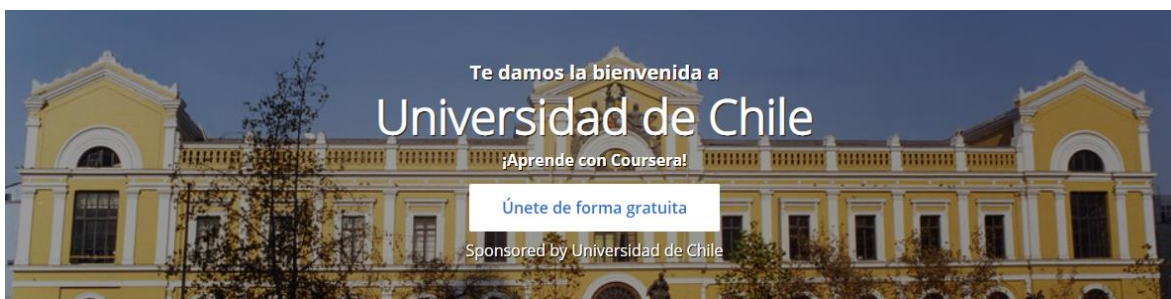 Te damos la bienvenida a
Universidad de Chile
¡Aprende con Coursera!
Únete de forma gratuita
Sponsored by Universidad de Chile